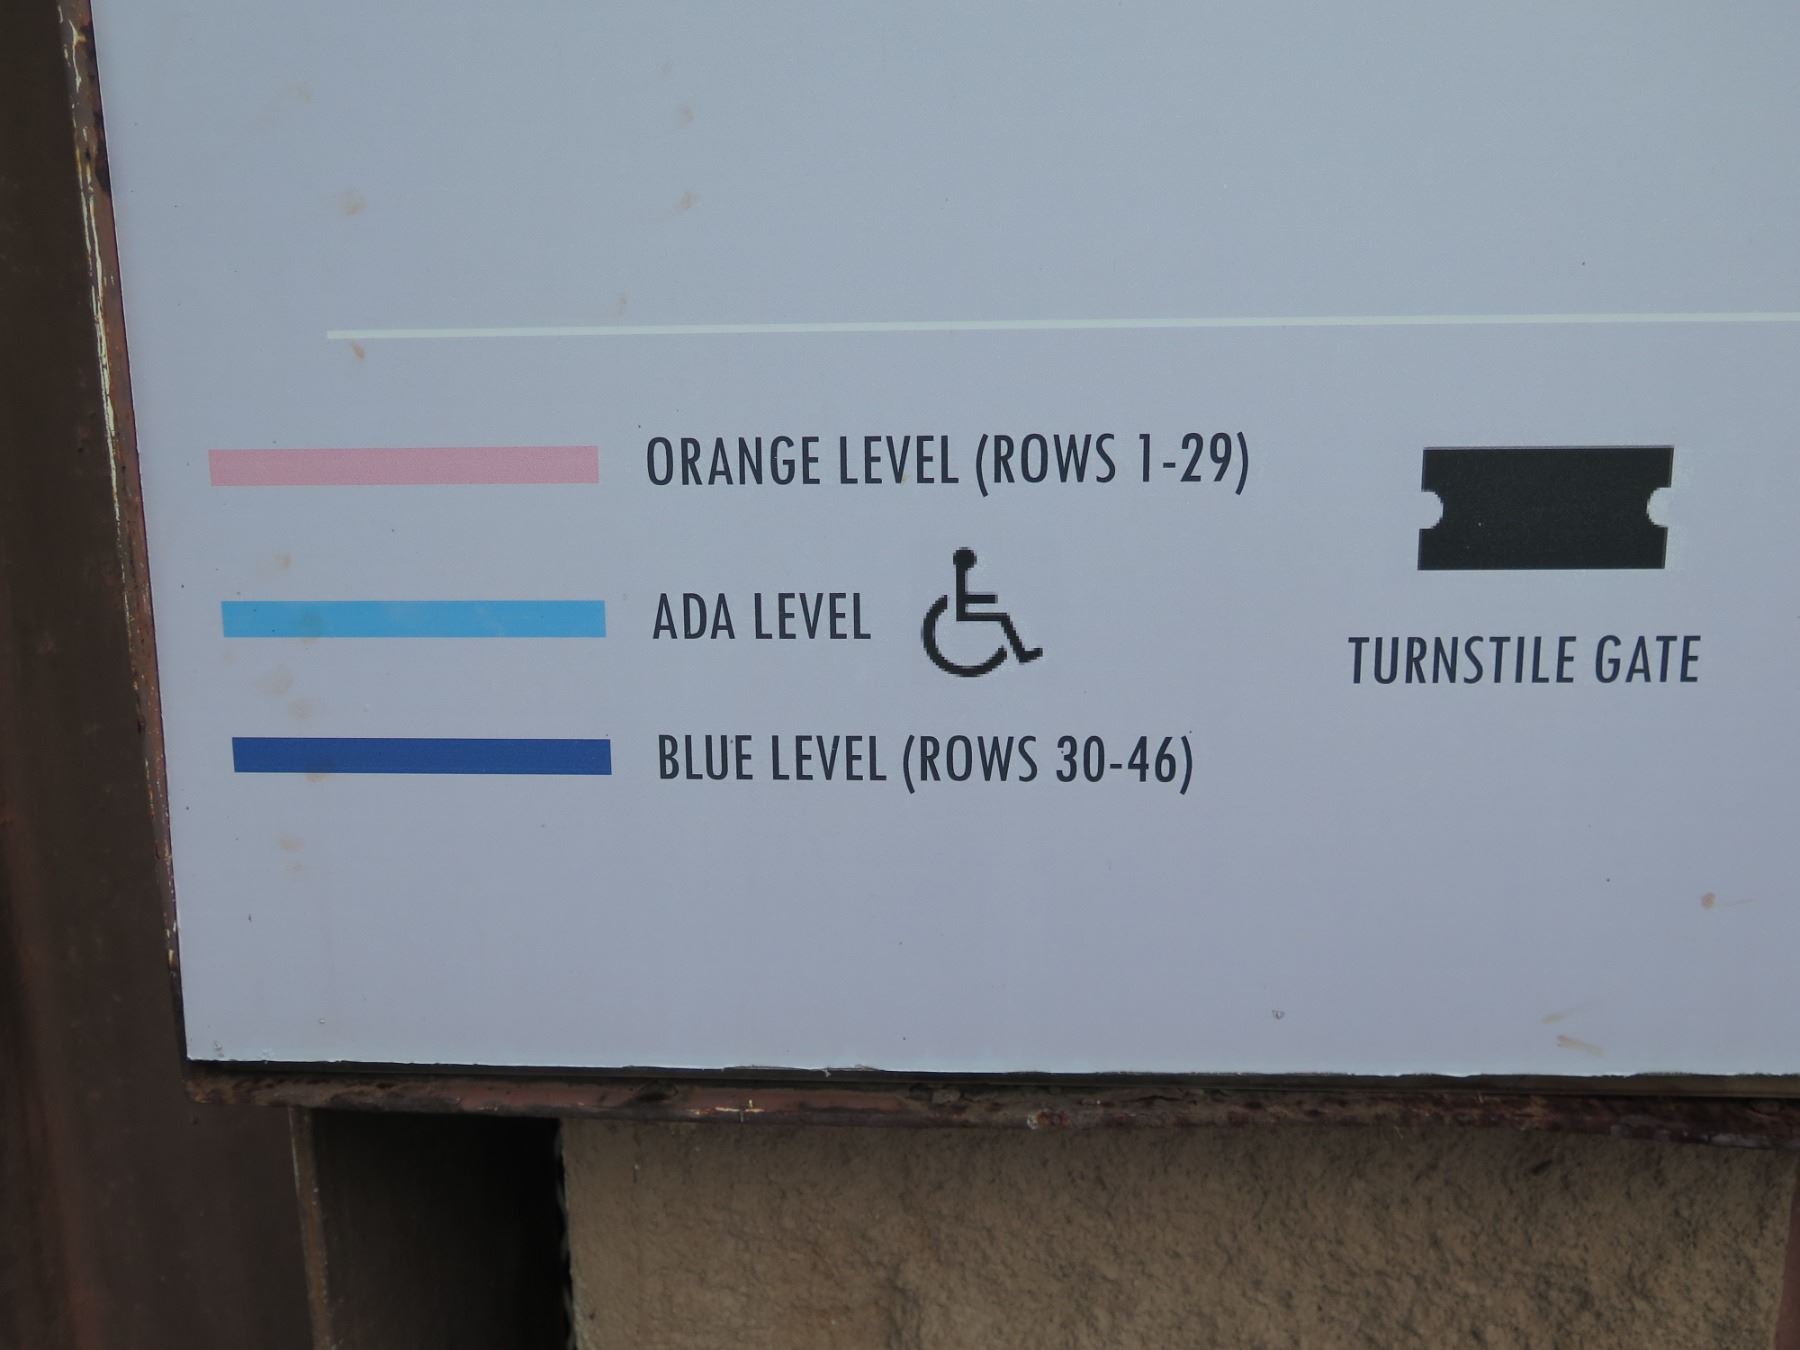 ORANGE LEVEL (ROWS 1-29)
ADA LEVEL
BLUE LEVEL (ROWS 30-46)
TURNSTILE GATE